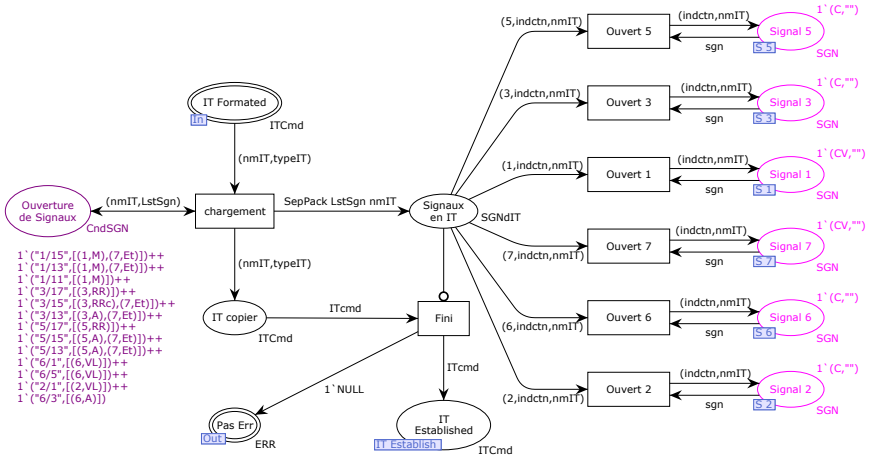 1`(C,"")
(5,indctn,nmIT)
Ouvert 5
(indctn,nmIT)
sgn
Signal 5
S 5
SGN
1`(C,"")
(3,indctn,nmIT)
Ouvert 3
(indctn,nmIT)
sgn
Signal 3
S 3
SGN
IT Formated
In
ITCmd
(nmIT,typeIT)
1`(CV,"")
(1,indctn,nmIT)
Ouvert 1
(indctn,nmIT)
sgn
Signal 1
S 1
SGN
Ouverture
de Signaux
CndSGN
(nmIT,LstSgn)
chargement
SepPack LstSgn nmIT
Signaux
en IT
SGNdIT
1`(CV,"")
(7,indctn,nmIT)
Ouvert 7
(indctn,nmIT)
sgn
Signal 7
S 7
SGN
1`("1/15",[(1,M),(7,Et)])++
1`("1/13",[(1,M),(7,Et)])++
1`("1/11",[(1,M)])++
1`("3/17",[(3,RR)])++
1`("3/15",[(3,RRc),(7,Et)])++
1`("3/13",[(3,A),(7,Et)])++
1`("5/17",[(5,RR)])++
1`("5/15",[(5,A),(7,Et)])++
1`("5/13",[(5,A),(7,Et)])++
1`("6/1",[(6,VL)])++
1`("6/5",[(6,VL)])++
1`("2/1",[(2,VL)])++
1`("6/3",[(6,A)])
(nmIT,typeIT)
IT copier
ITCmd
ITcmd
Fini
1`(C,"")
(6,indctn,nmIT)
Ouvert 6
(indctn,nmIT)
sgn
Signal 6
S 6
SGN
1`NULL
ITcmd
1`(C,"")
(2,indctn,nmIT)
Ouvert 2
(indctn,nmIT)
sgn
Signal 2
S 2
SGN
Pas Err
Out
ERR
IT
Established
IT Establish
ITCmd